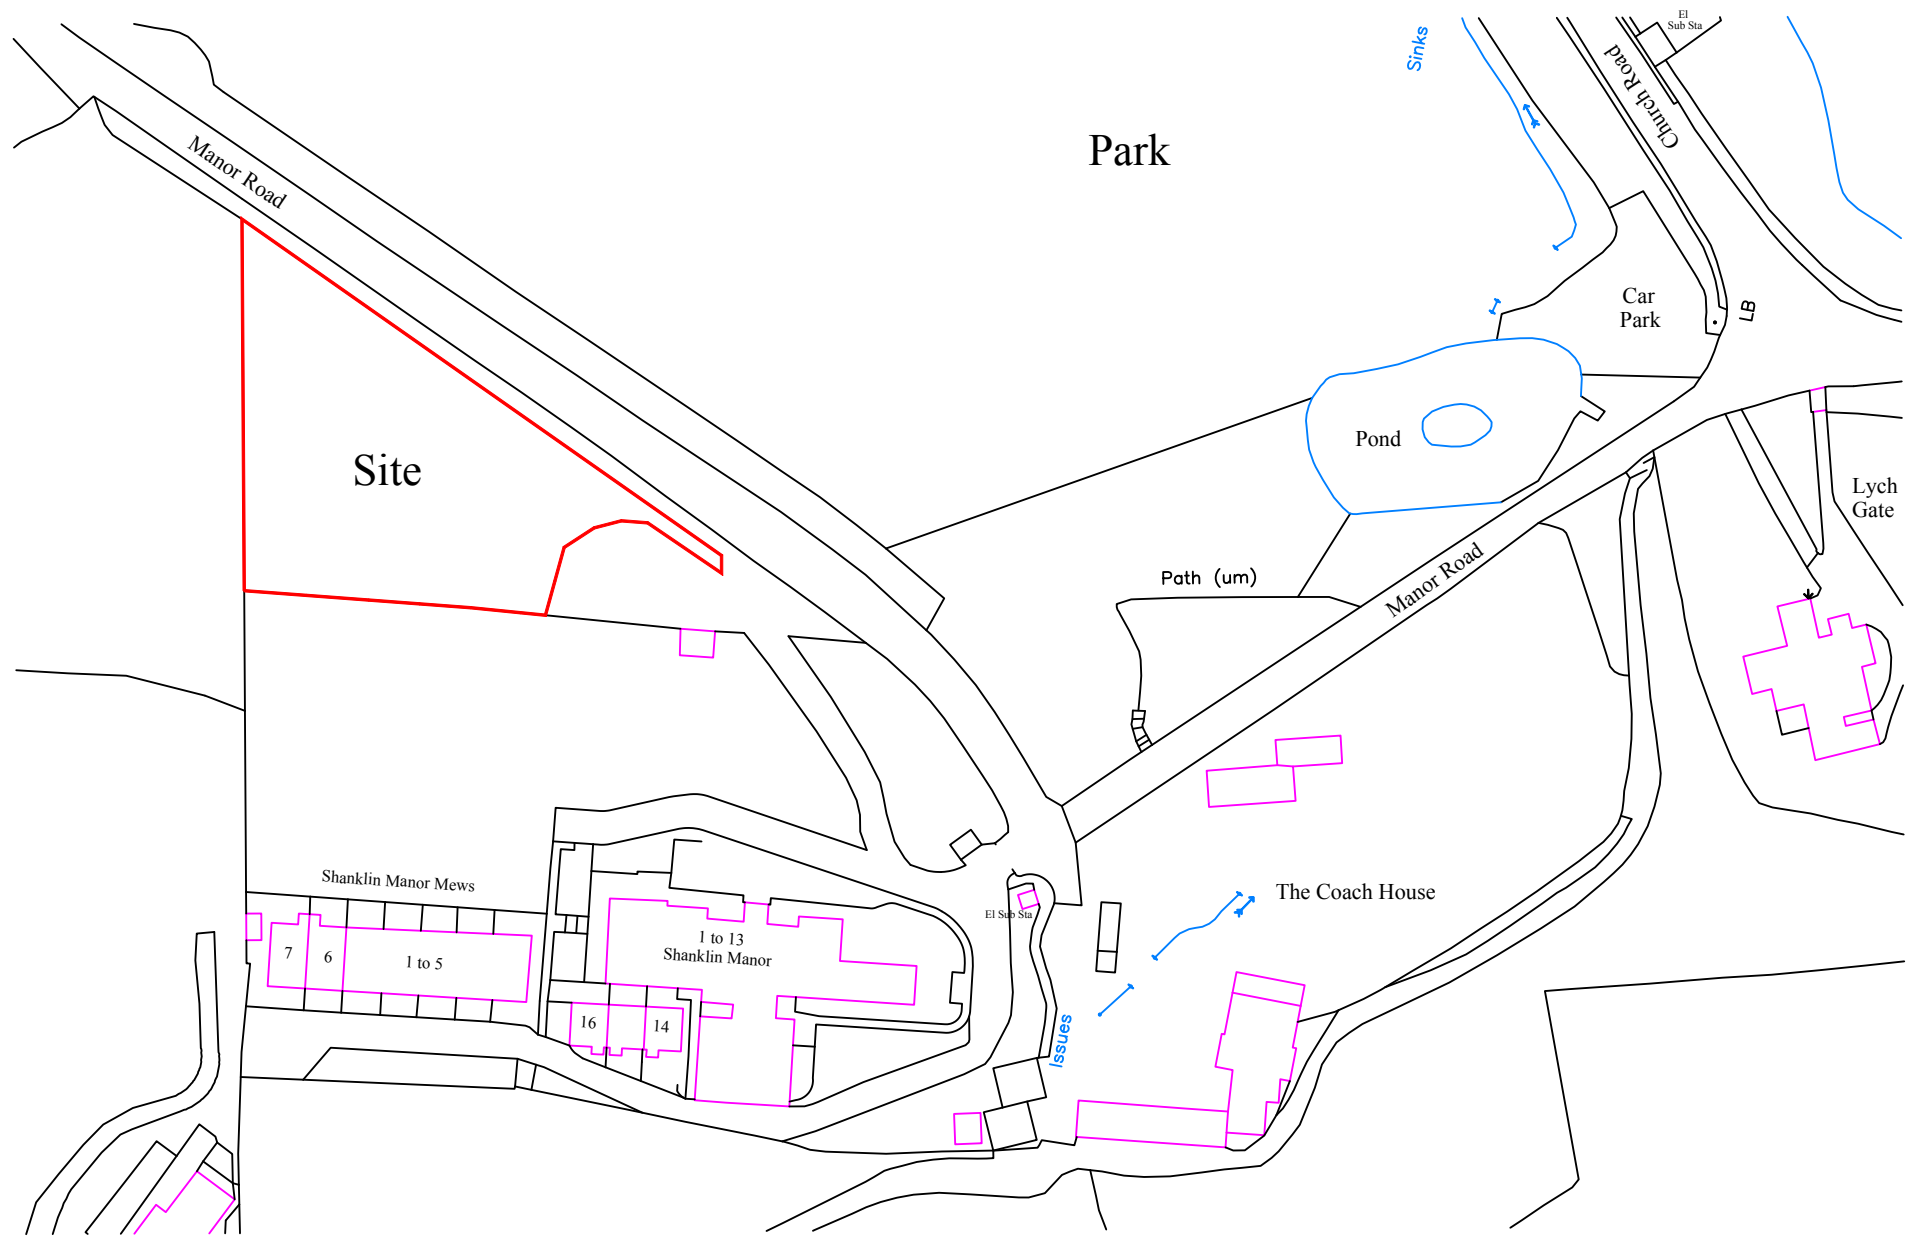 El
Sub Sta
Sinks
Church Road
Park
Manor Road
Car
Park
LB
Pond
Site
Lych
Gate
Path (um)
Manor Road
Shanklin Manor Mews
The Coach House
El Sub Sta
1 to 13
Shanklin Manor
7
6
1 to 5
16
14
Issues